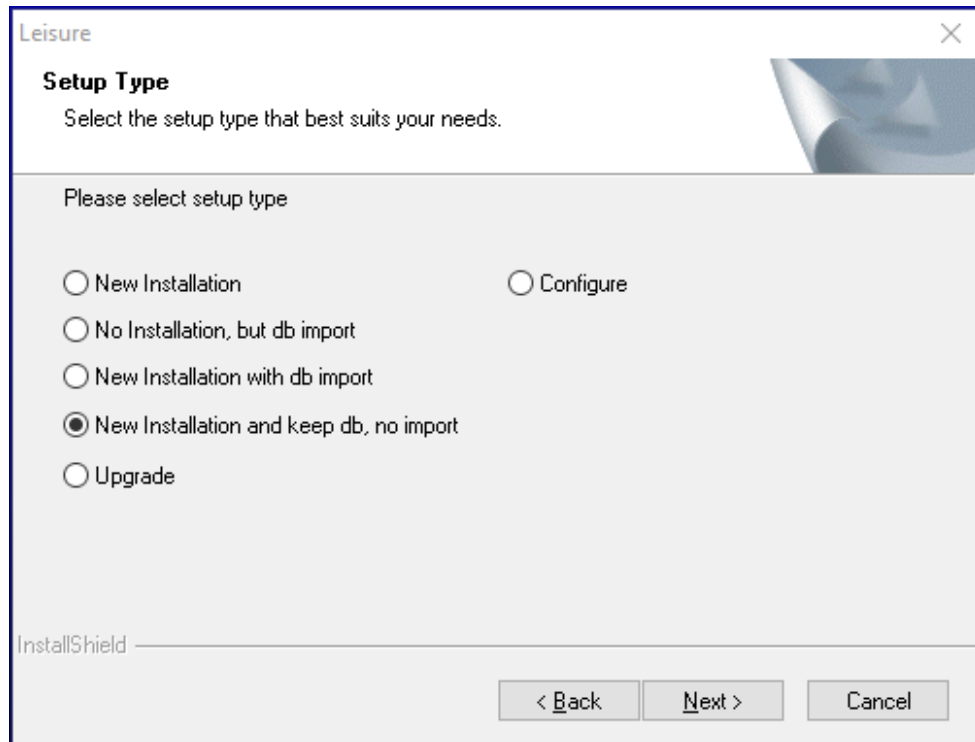 Leisure
Setup Type
Select the setup type that best suits your needs.
Please select setup type
New Installation
Configure
No Installation, but db import
New Installation with db import
New Installation and keep db, no import
Upgrade
InstallShield
< Back
Next >
Cancel